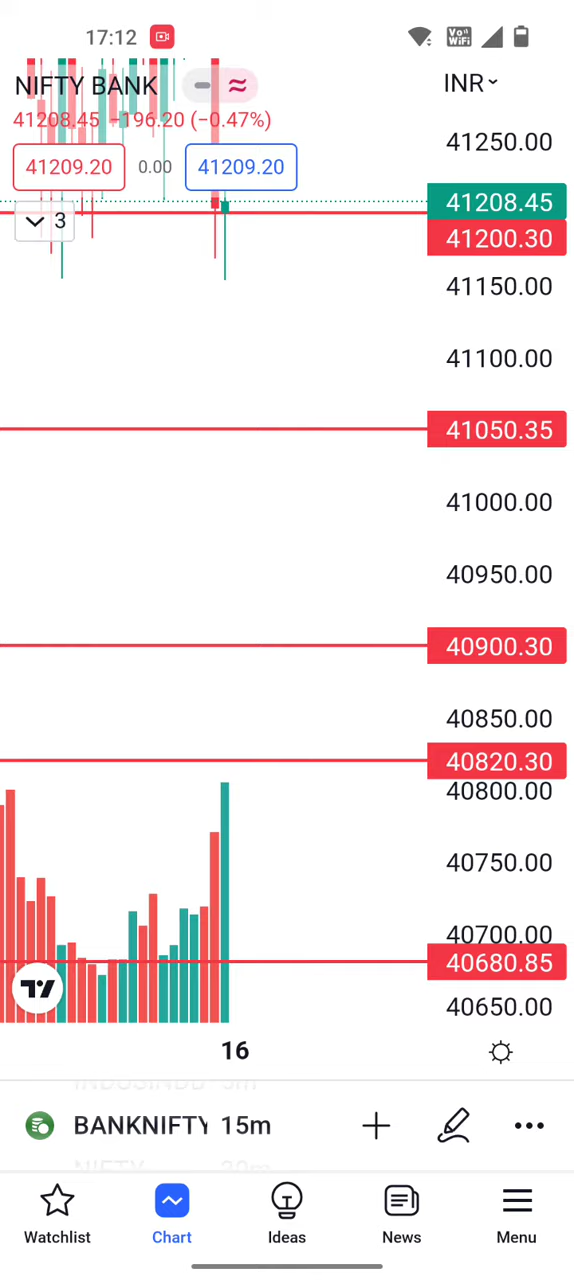 17:12
Vo WiFi
NIFTY BANK
INR
41208.45 −196.20 (−0.47%)
41250.00
41209.20 0.00 41209.20
41208.45
3
41200.30
41150.00
41100.00
41050.35
41000.00
40950.00
40900.30
40850.00
40820.30
40800.00
40750.00
40700.00
40680.85
40650.00
16
BANKNIFTY 15m
Watchlist Chart Ideas News Menu